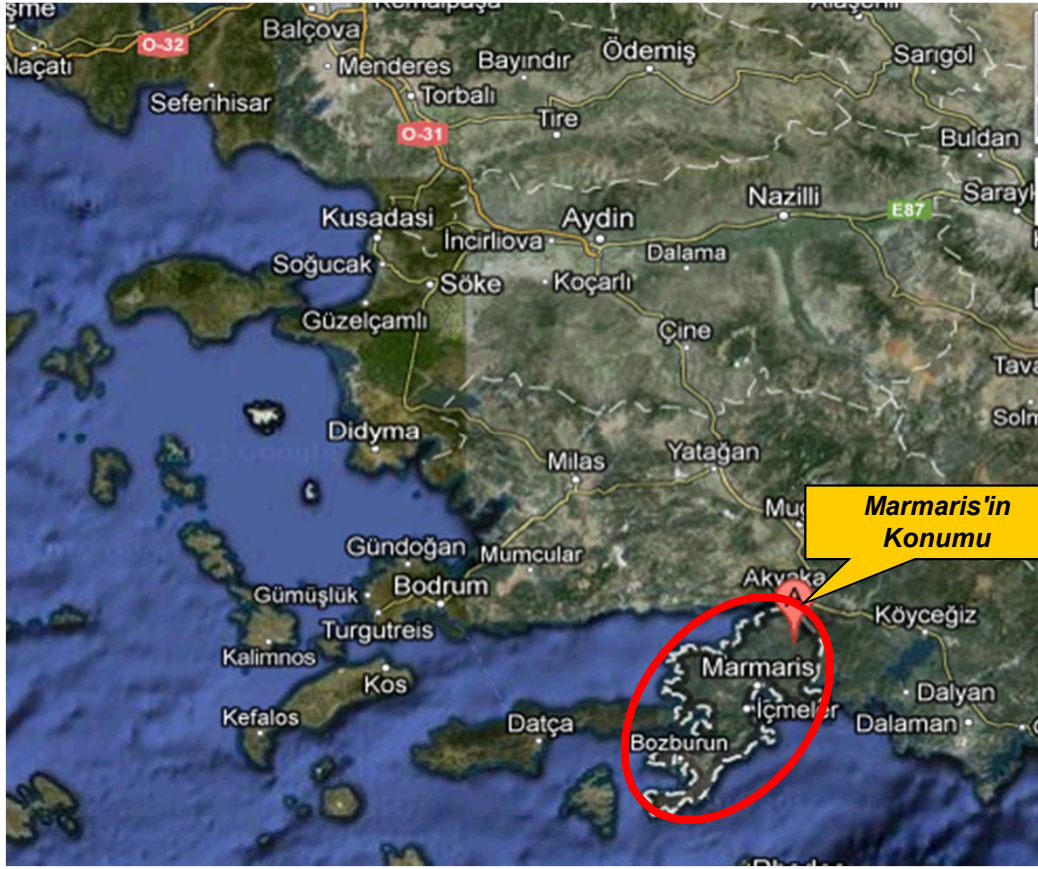 Balçova
O-32
Alaçatı
Menderes
Bayındır
Ödemiş
Sarıgöl
Seferihisar
Torbalı
Tire
O-31
Buldan
Nazilli
E87
Kusadasi
Aydin
İncirliova
Dalama
Soğucak
Söke
Koçarlı
Güzelçamlı
Çine
Didyma
Milas
Yatağan
Marmaris'in
Konumu
Gündoğan
Mumcular
Akyaka
A
Gümüşlük
Bodrum
Köyceğiz
Turgutreis
Kalimnos
Marmaris
Kos
Dalyan
Kefalos
Datça
İçmeler
Dalaman
Bozburun